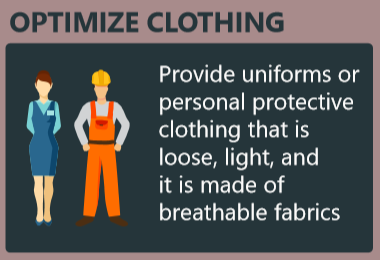 OPTIMIZE CLOTHING
Provide uniforms or
personal protective
clothing that is
loose, light, and
it is made of
breathable fabrics